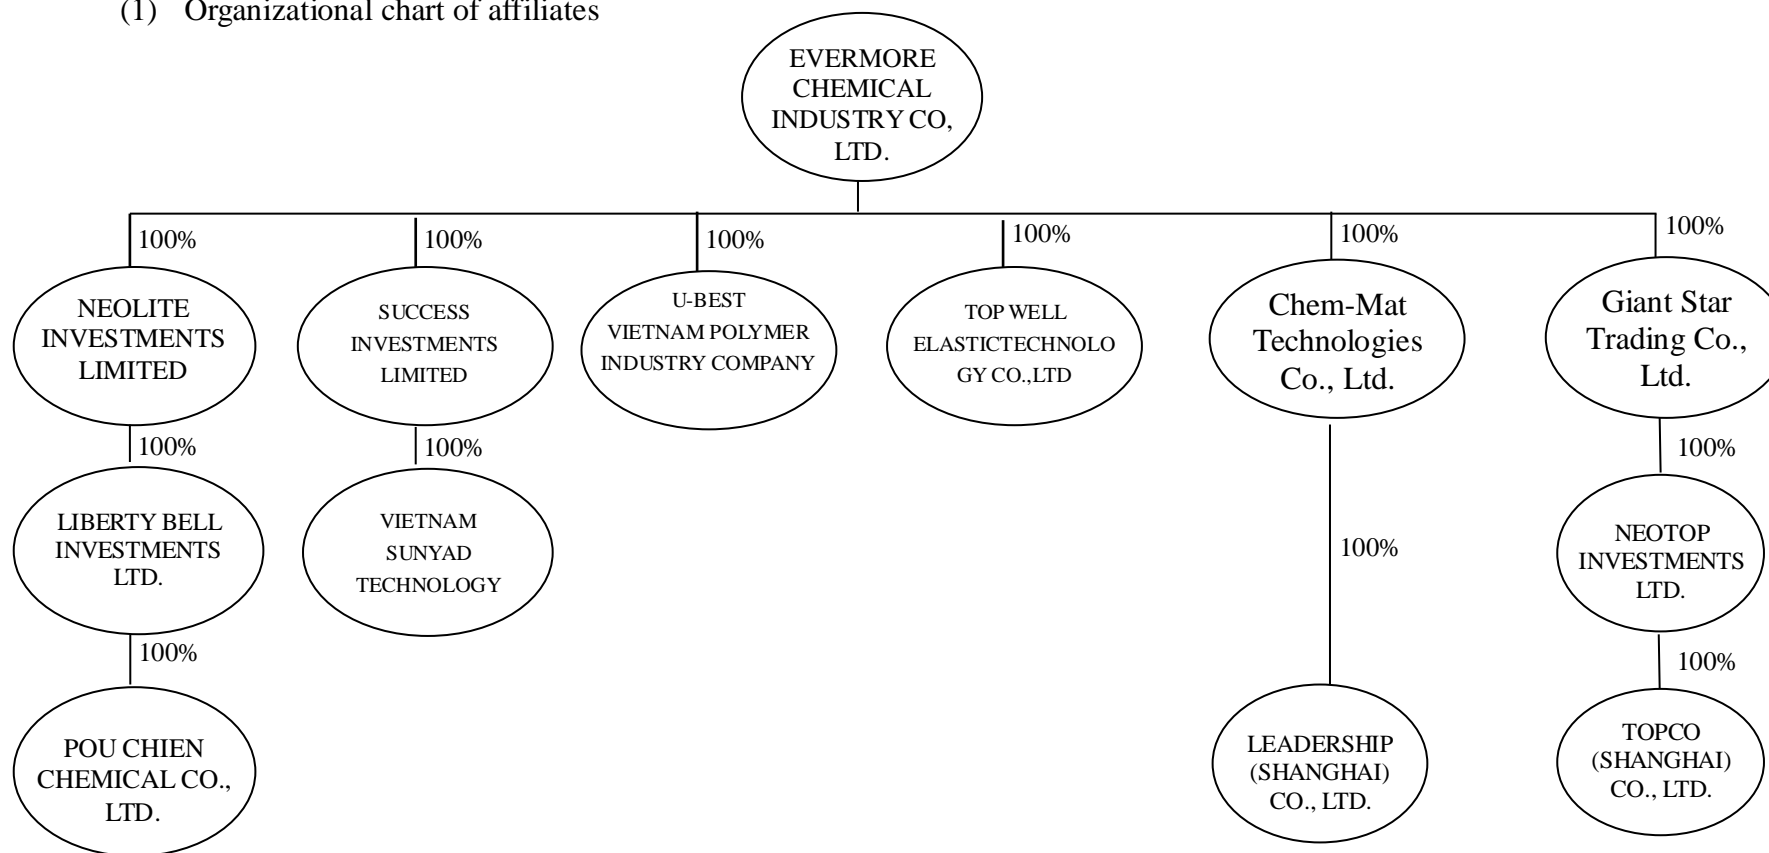 (1) Organizational chart of affiliates
EVERMORE
CHEMICAL
INDUSTRY CO,
LTD.
100%
100%
100%
100%
100%
100%
NEOLITE
INVESTMENTS
LIMITED
SUCCESS
INVESTMENTS
LIMITED
U-BEST
VIETNAM POLYMER
INDUSTRY COMPANY
TOP WELL
ELASTICTECHNOLO
GY CO.,LTD
Chem-Mat
Technologies
Co., Ltd.
Giant Star
Trading Co.,
Ltd.
100%
100%
100%
LIBERTY BELL
INVESTMENTS
LTD.
VIETNAM
SUNYAD
TECHNOLOGY
100%
NEOTOP
INVESTMENTS
LTD.
100%
100%
POU CHIEN
CHEMICAL CO.,
LTD.
LEADERSHIP
(SHANGHAI)
CO., LTD.
TOPCO
(SHANGHAI)
CO., LTD.